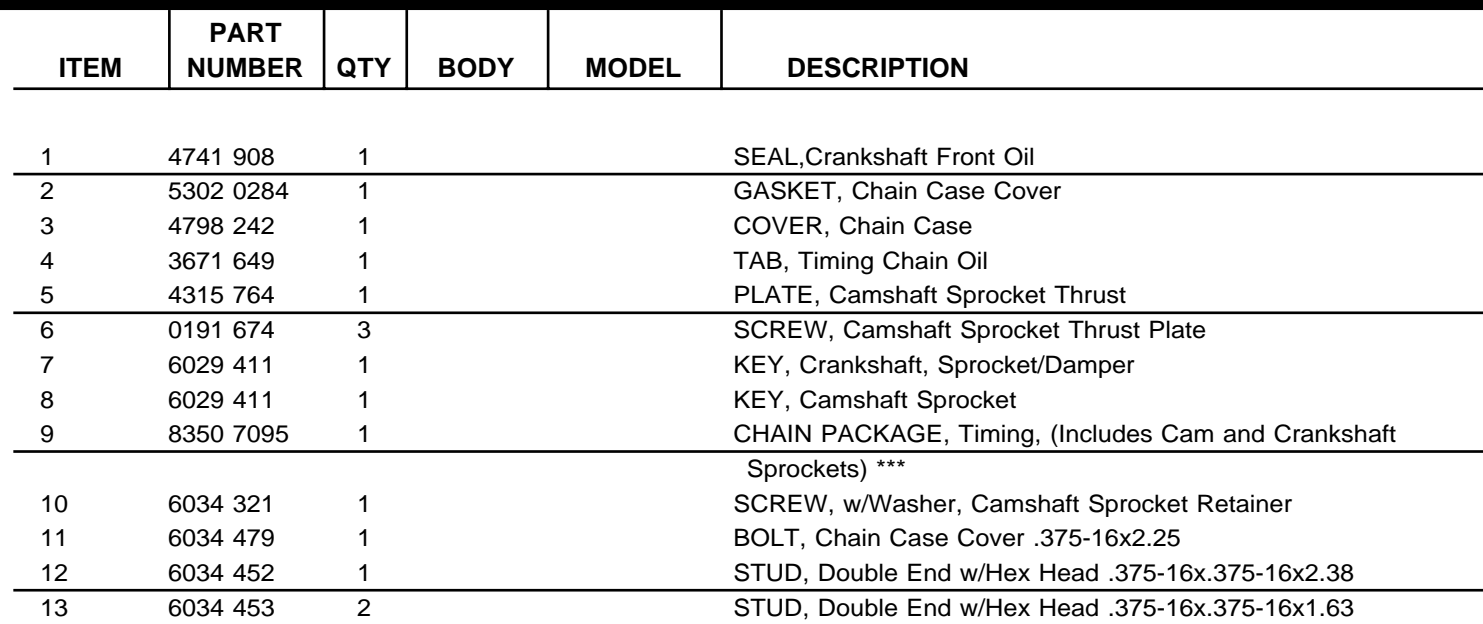 PART
ITEM NUMBER QTY BODY MODEL DESCRIPTION
1 4741 908 1 SEAL,Crankshaft Front Oil
2 5302 0284 1 GASKET, Chain Case Cover
3 4798 242 1 COVER, Chain Case
4 3671 649 1 TAB, Timing Chain Oil
5 4315 764 1 PLATE, Camshaft Sprocket Thrust
6 0191 674 3 SCREW, Camshaft Sprocket Thrust Plate
7 6029 411 1 KEY, Crankshaft, Sprocket/Damper
8 6029 411 1 KEY, Camshaft Sprocket
9 8350 7095 1 CHAIN PACKAGE, Timing, (Includes Cam and Crankshaft
Sprockets) ***
10 6034 321 1 SCREW, w/Washer, Camshaft Sprocket Retainer
11 6034 479 1 BOLT, Chain Case Cover .375-16x2.25
12 6034 452 1 STUD, Double End w/Hex Head .375-16x.375-16x2.38
13 6034 453 2 STUD, Double End w/Hex Head .375-16x.375-16x1.63